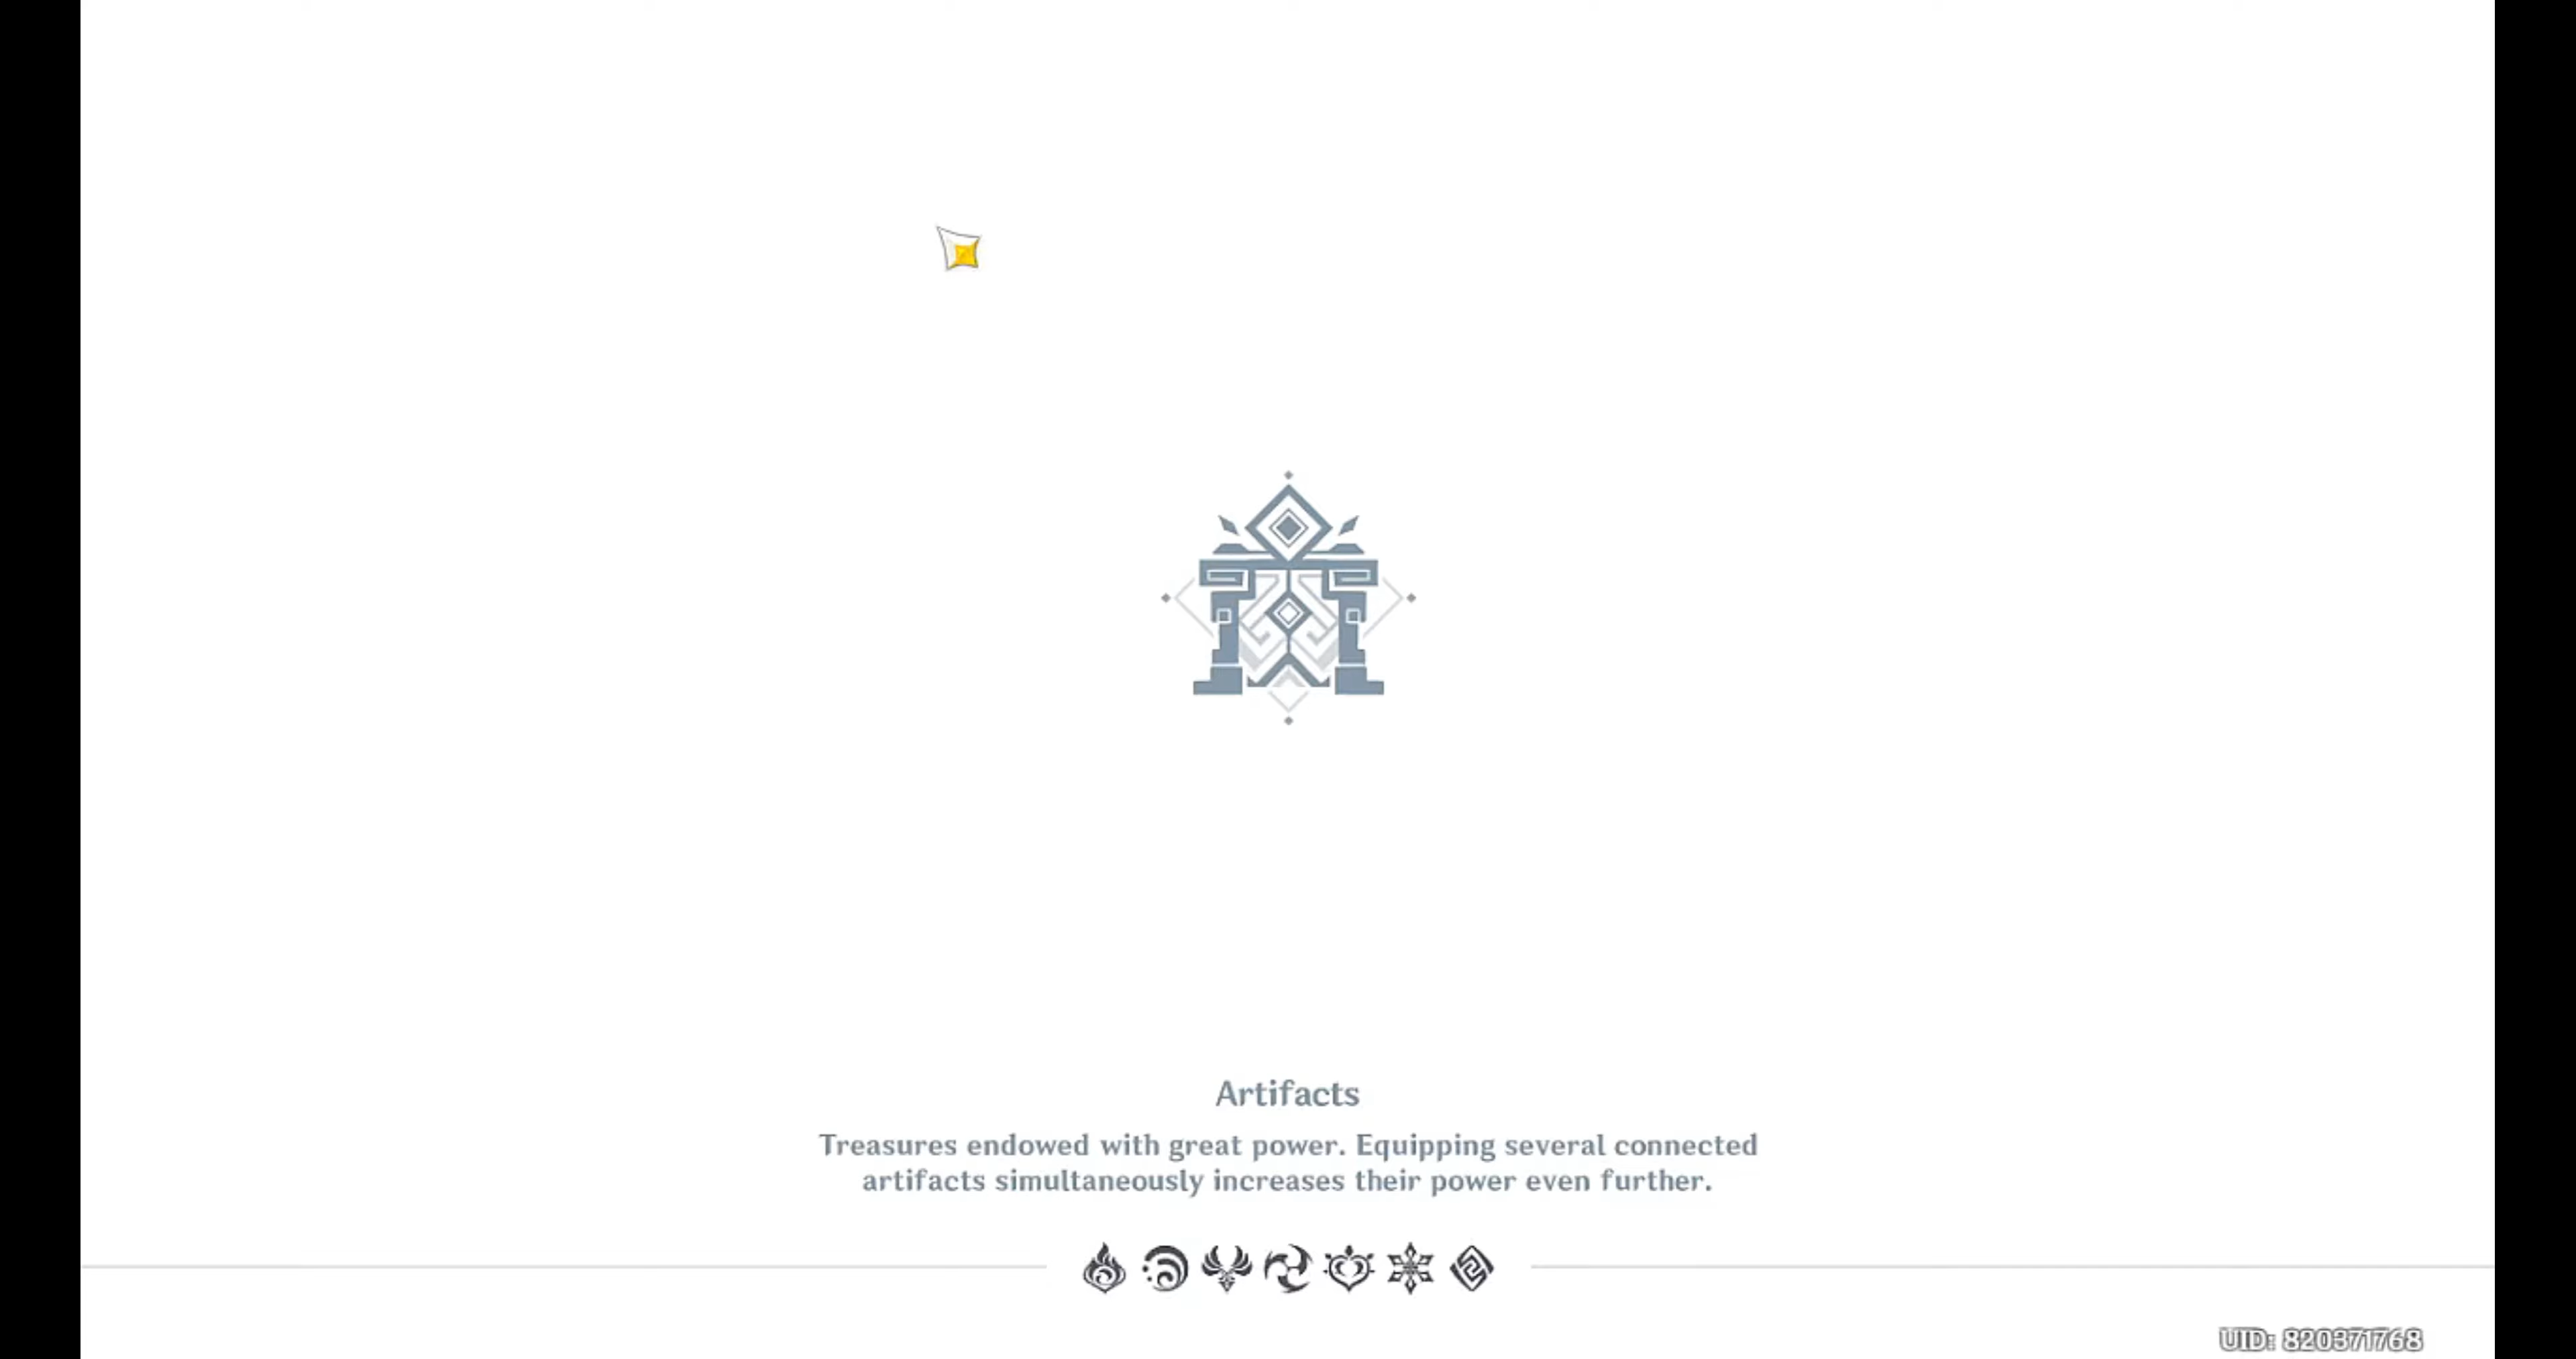 Artifacts
Treasures endowed with great power. Equipping several connected
artifacts simultaneously increases their power even further.
UID: 820371768